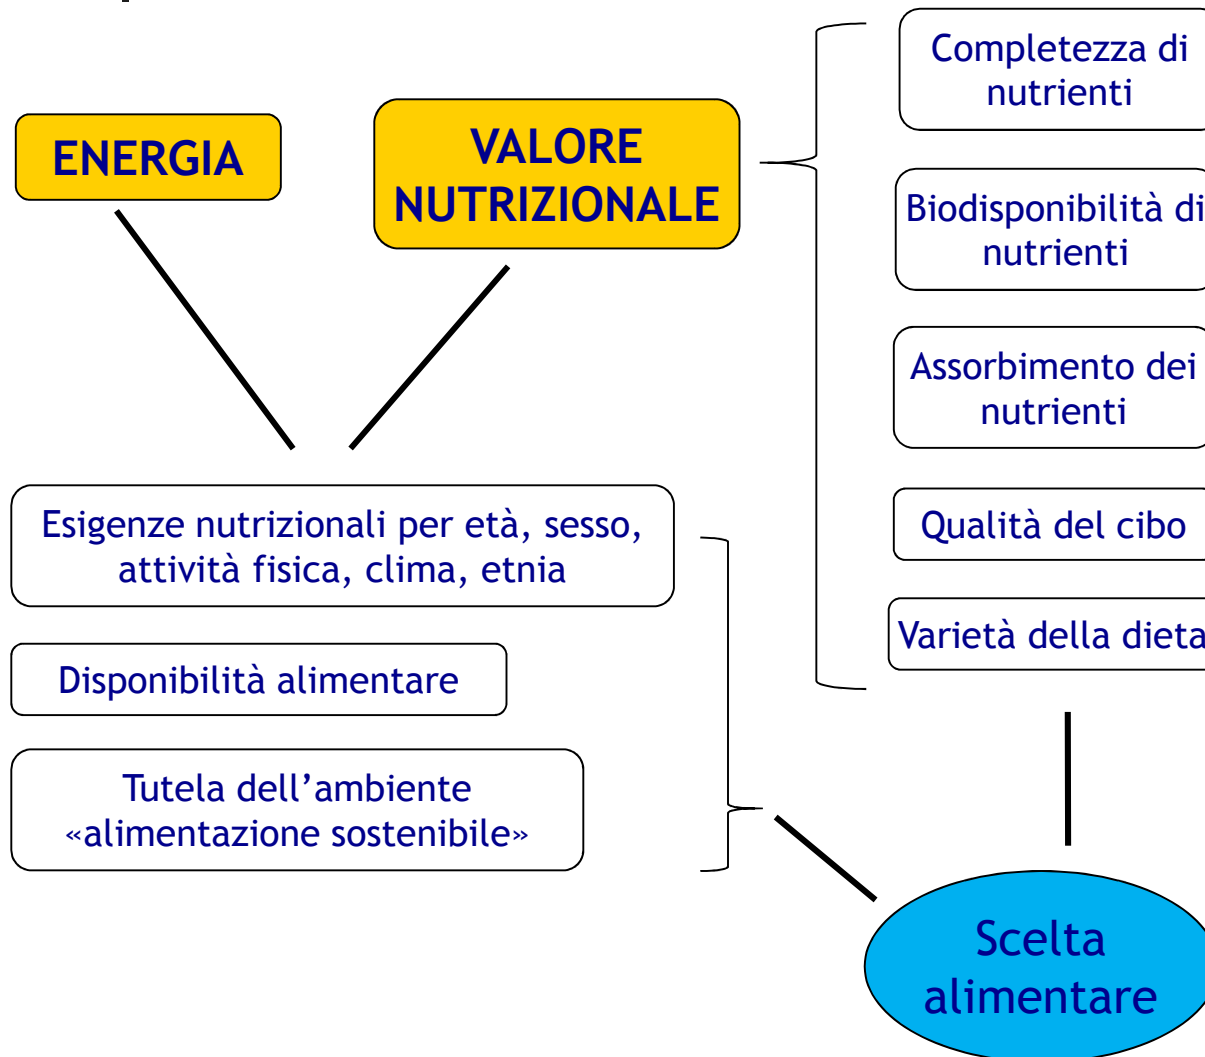 ENERGIA
VALORE
NUTRIZIONALE
Completezza di
nutrienti
Biodisponibilità di
nutrienti
Assorbimento dei
nutrienti
Qualità del cibo
Varietà della dieta
Esigenze nutrizionali per età, sesso,
attività fisica, clima, etnia
Disponibilità alimentare
Tutela dell’ambiente
«alimentazione sostenibile»
Scelta
alimentare